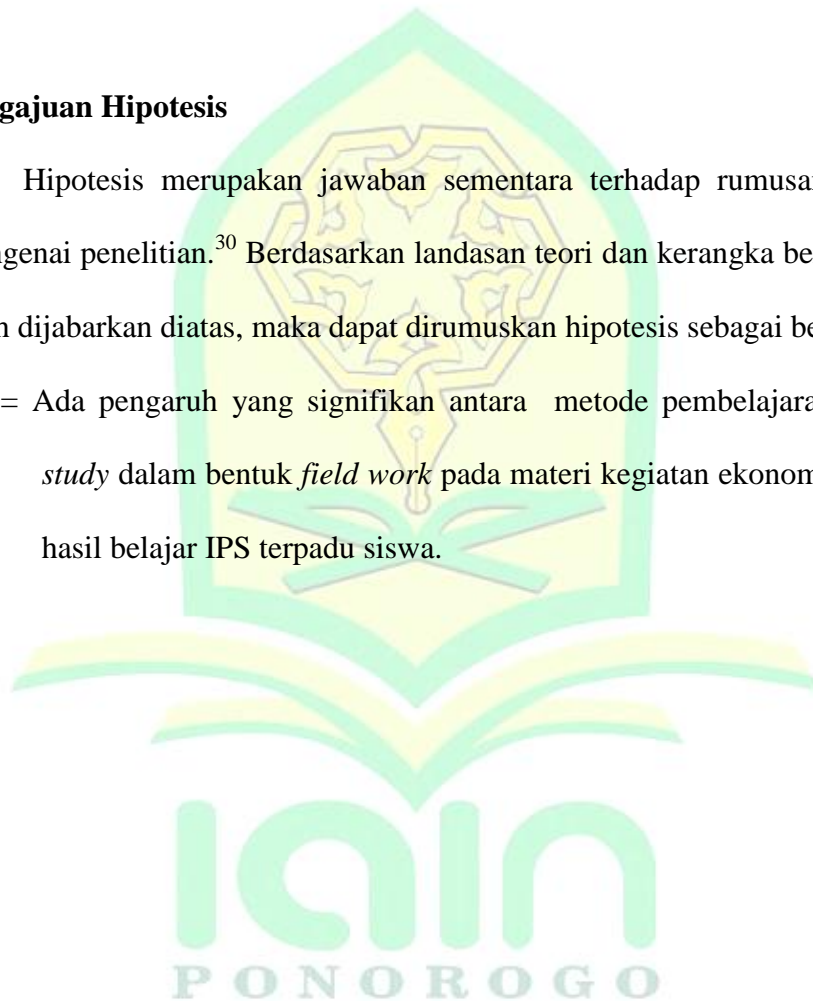 gajuan Hipotesis
Hipotesis merupakan jawaban sementara terhadap rumusa
ngenai penelitian.30 Berdasarkan landasan teori dan kerangka be
n dijabarkan diatas, maka dapat dirumuskan hipotesis sebagai be
= Ada pengaruh yang signifikan antara metode pembelajara
study dalam bentuk field work pada materi kegiatan ekonom
hasil belajar IPS terpadu siswa.
iain
PONOROGO